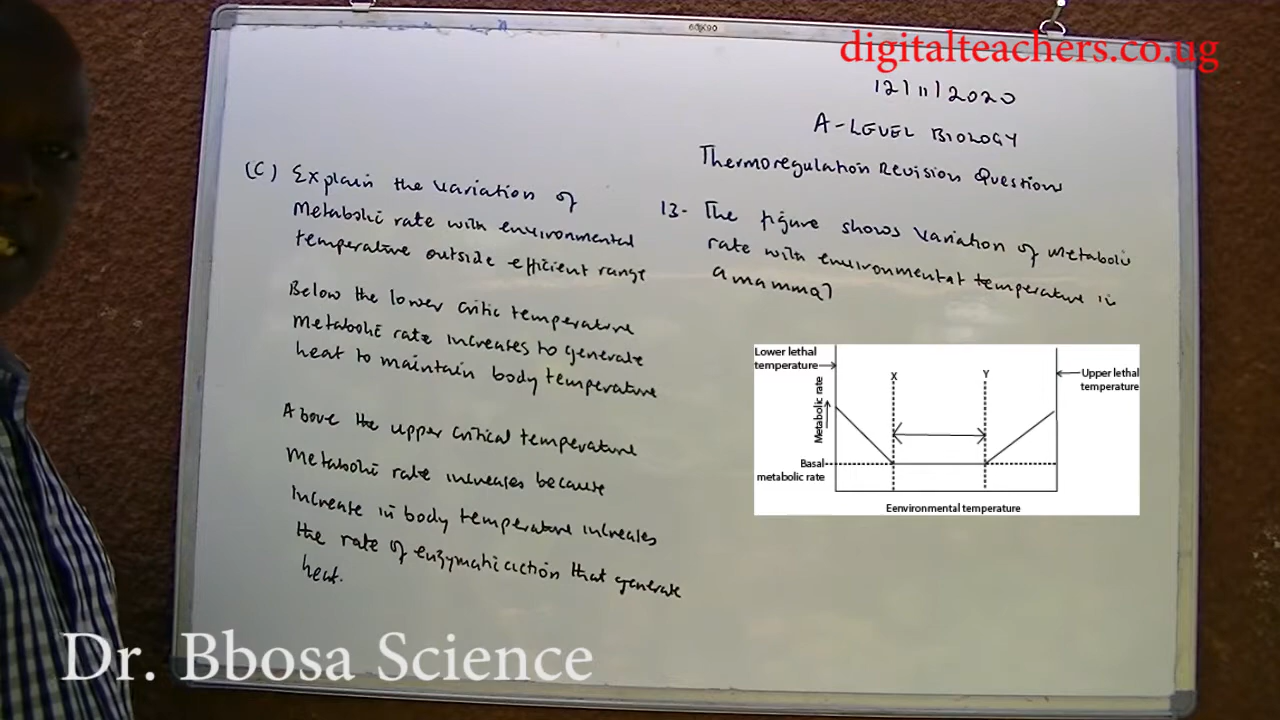 digitalteachers.co.ug
12/11/2020
A-LEVEL BIOLOGY
Thermoregulation Revision Questions
(C) Explain the variation of
Metabolic rate with environmental
temperature outside efficient range
Below the lower critic temperature
Metabolic rate increases to generate
heat to maintain body temperature
Above the upper critical temperature
Metabolic rate increases because
increase in body temperature increases
the rate of enzymatic action that generate
heat.
13- The figure shows variation of metabolic
rate with environmental temperature in
a mammal
Lower lethal
temperature
X
Y
Upper lethal
temperature
Metabolic rate
Basal
metabolic rate
Eenvironmental temperature
Dr. Bbosa Science